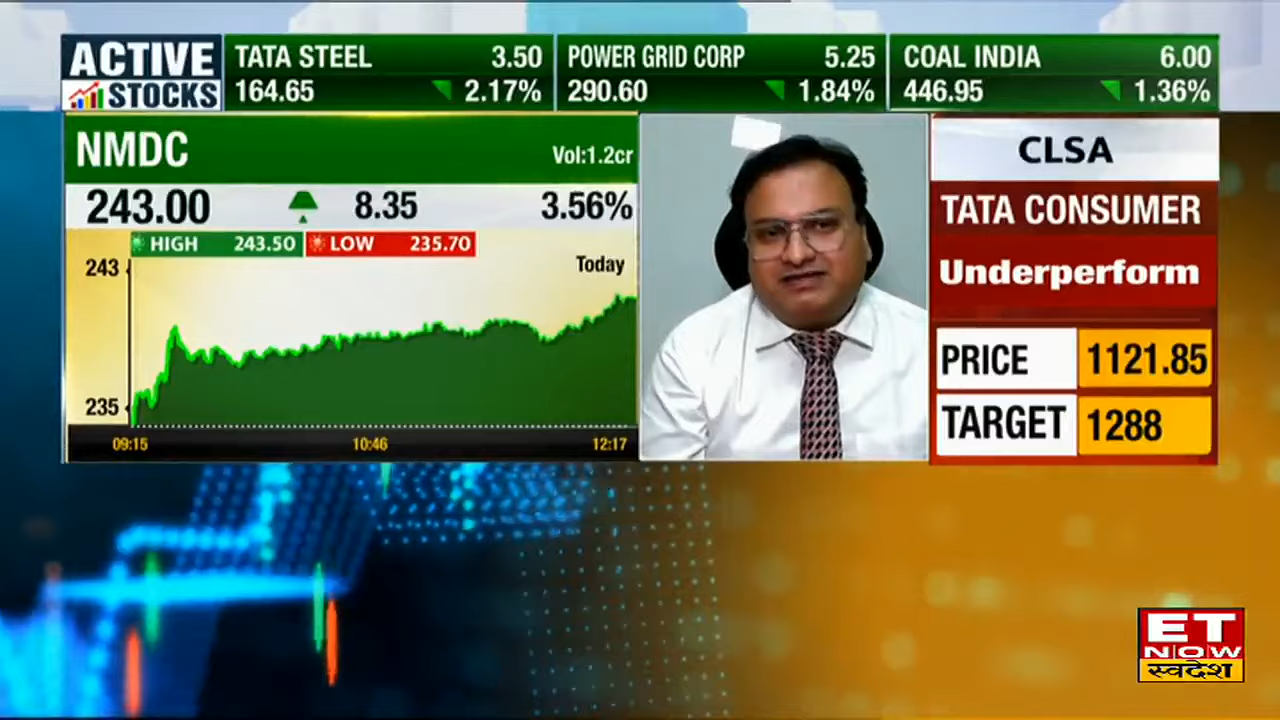 ACTIVE STOCKS
TATA STEEL 3.50
164.65 2.17%
POWER GRID CORP 5.25
290.60 1.84%
COAL INDIA 6.00
446.95 1.36%
NMDC Vol:1.2cr
243.00 8.35 3.56%
HIGH 243.50 LOW 235.70
Today
243
235
09:15 10:46 12:17
CLSA
TATA CONSUMER
Underperform
PRICE 1121.85
TARGET 1288
ET
NOW
स्वदेश